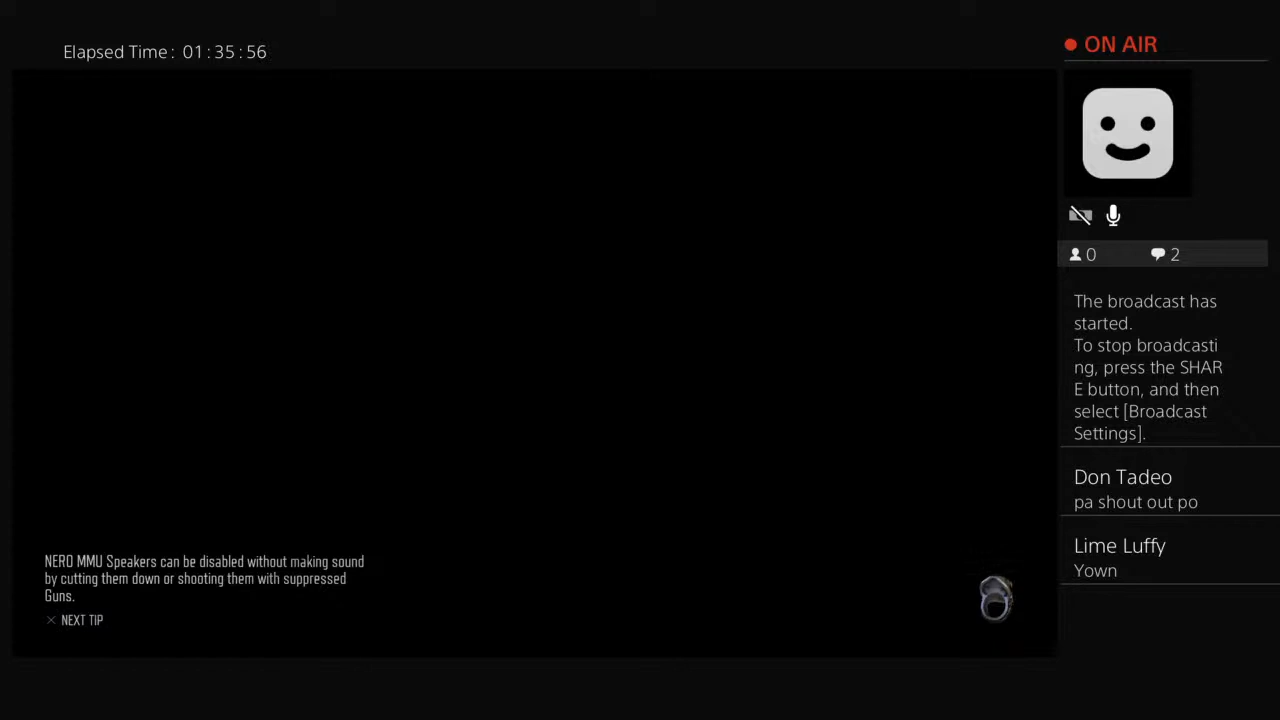 Elapsed Time: 01:35:56
ON AIR
0 2
The broadcast has
started.
To stop broadcasti
ng, press the SHAR
E button, and then
select [Broadcast
Settings].
Don Tadeo
pa shout out po
Lime Luffy
Yown
NERO MMU Speakers can be disabled without making sound
by cutting them down or shooting them with suppressed
Guns.
NEXT TIP